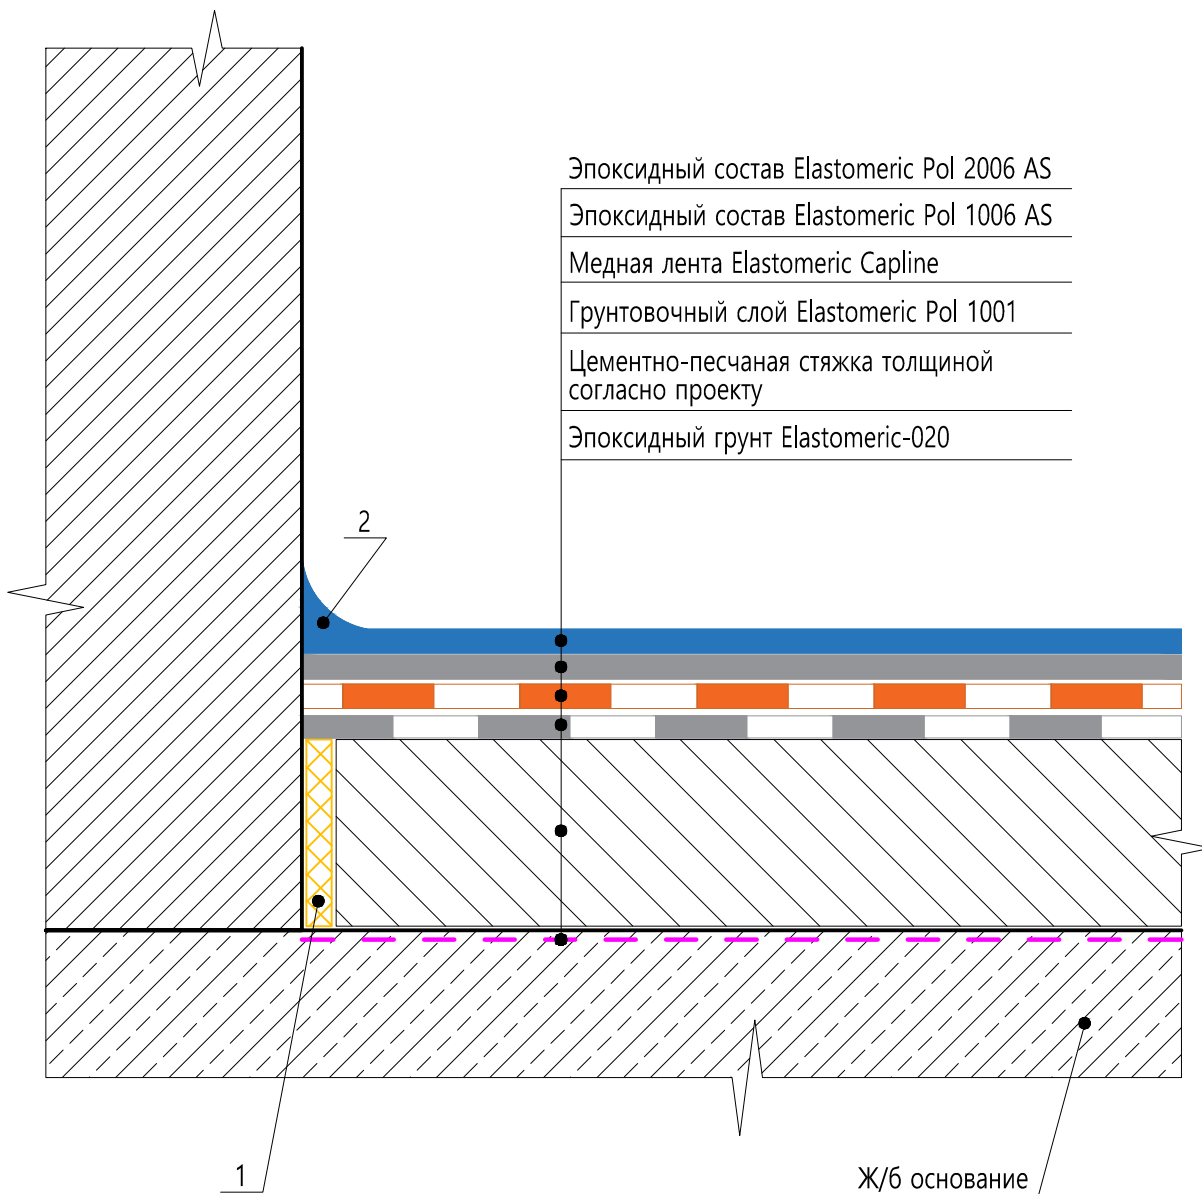 Эпоксидный состав Elastomeric Pol 2006 AS
Эпоксидный состав Elastomeric Pol 1006 AS
Медная лента Elastomeric Capline
Грунтовочный слой Elastomeric Pol 1001
Цементно-песчаная стяжка толщиной
согласно проекту
Эпоксидный грунт Elastomeric-020
2
1
Ж/б основание